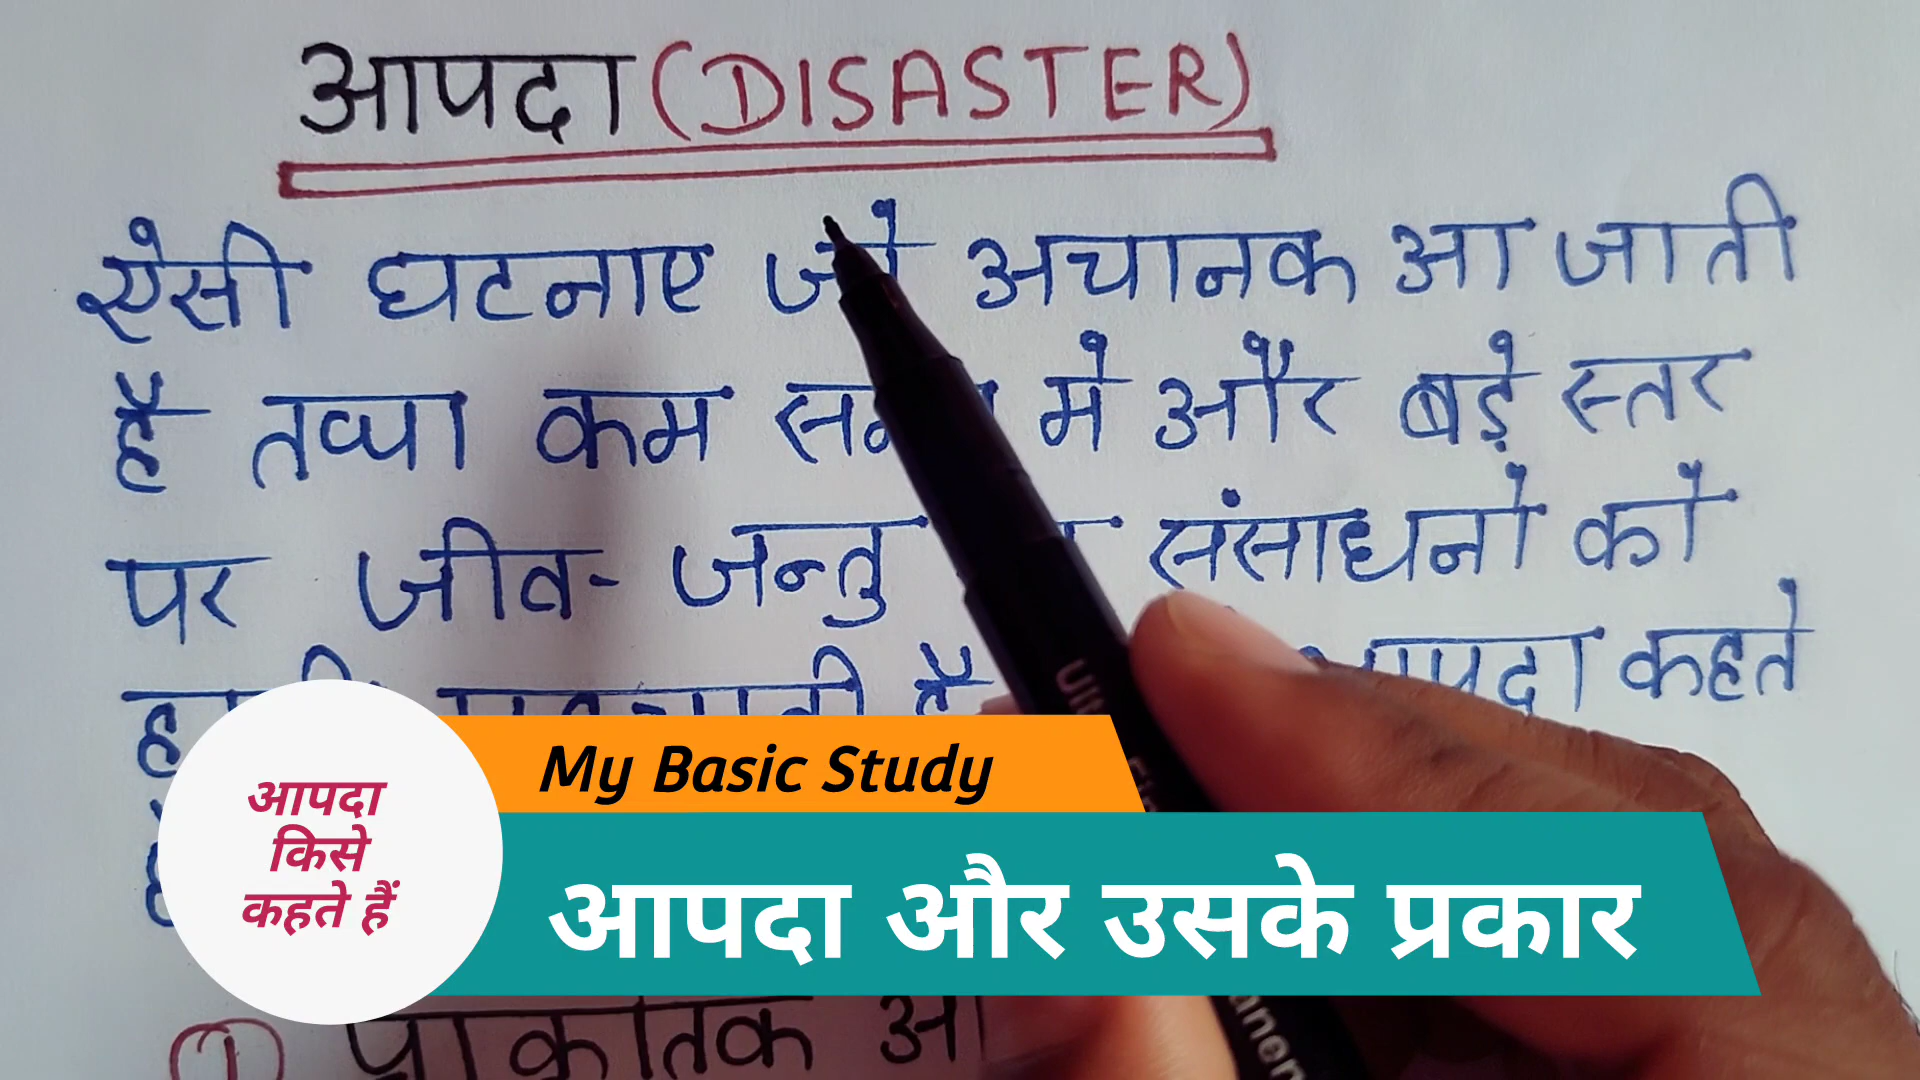 आपदा (DISASTER)
ऐसी घटनाए जो अचानक आ जाती
है तथा कम में और बड़े स्तर
पर जीव-जन्तु संसाधनो को
है आपदा कहते
My Basic Study
आपदा
किसे
कहते हैं
आपदा और उसके प्रकार
1